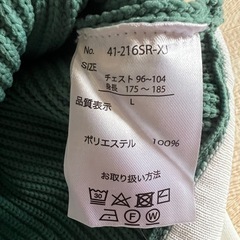 No. 41-216SR-XJ
SIZE
チェスト 96~104
身長 175~185
L
品質表示
ポリエステル 100%
お取り扱い方法
30
P F W